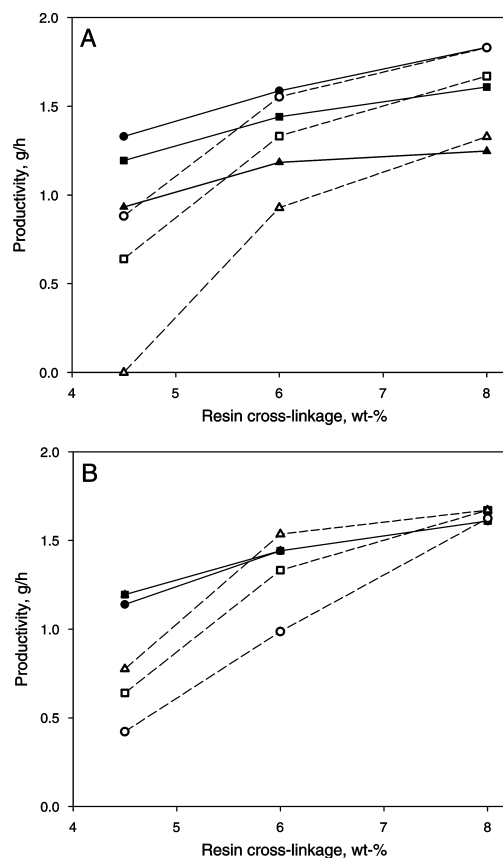 A
2.0
1.5
1.0
0.5
0.0
Productivity, g/h
4 5 6 7 8
Resin cross-linkage, wt-%
B
2.0
1.5
1.0
0.5
0.0
Productivity, g/h
4 5 6 7 8
Resin cross-linkage, wt-%